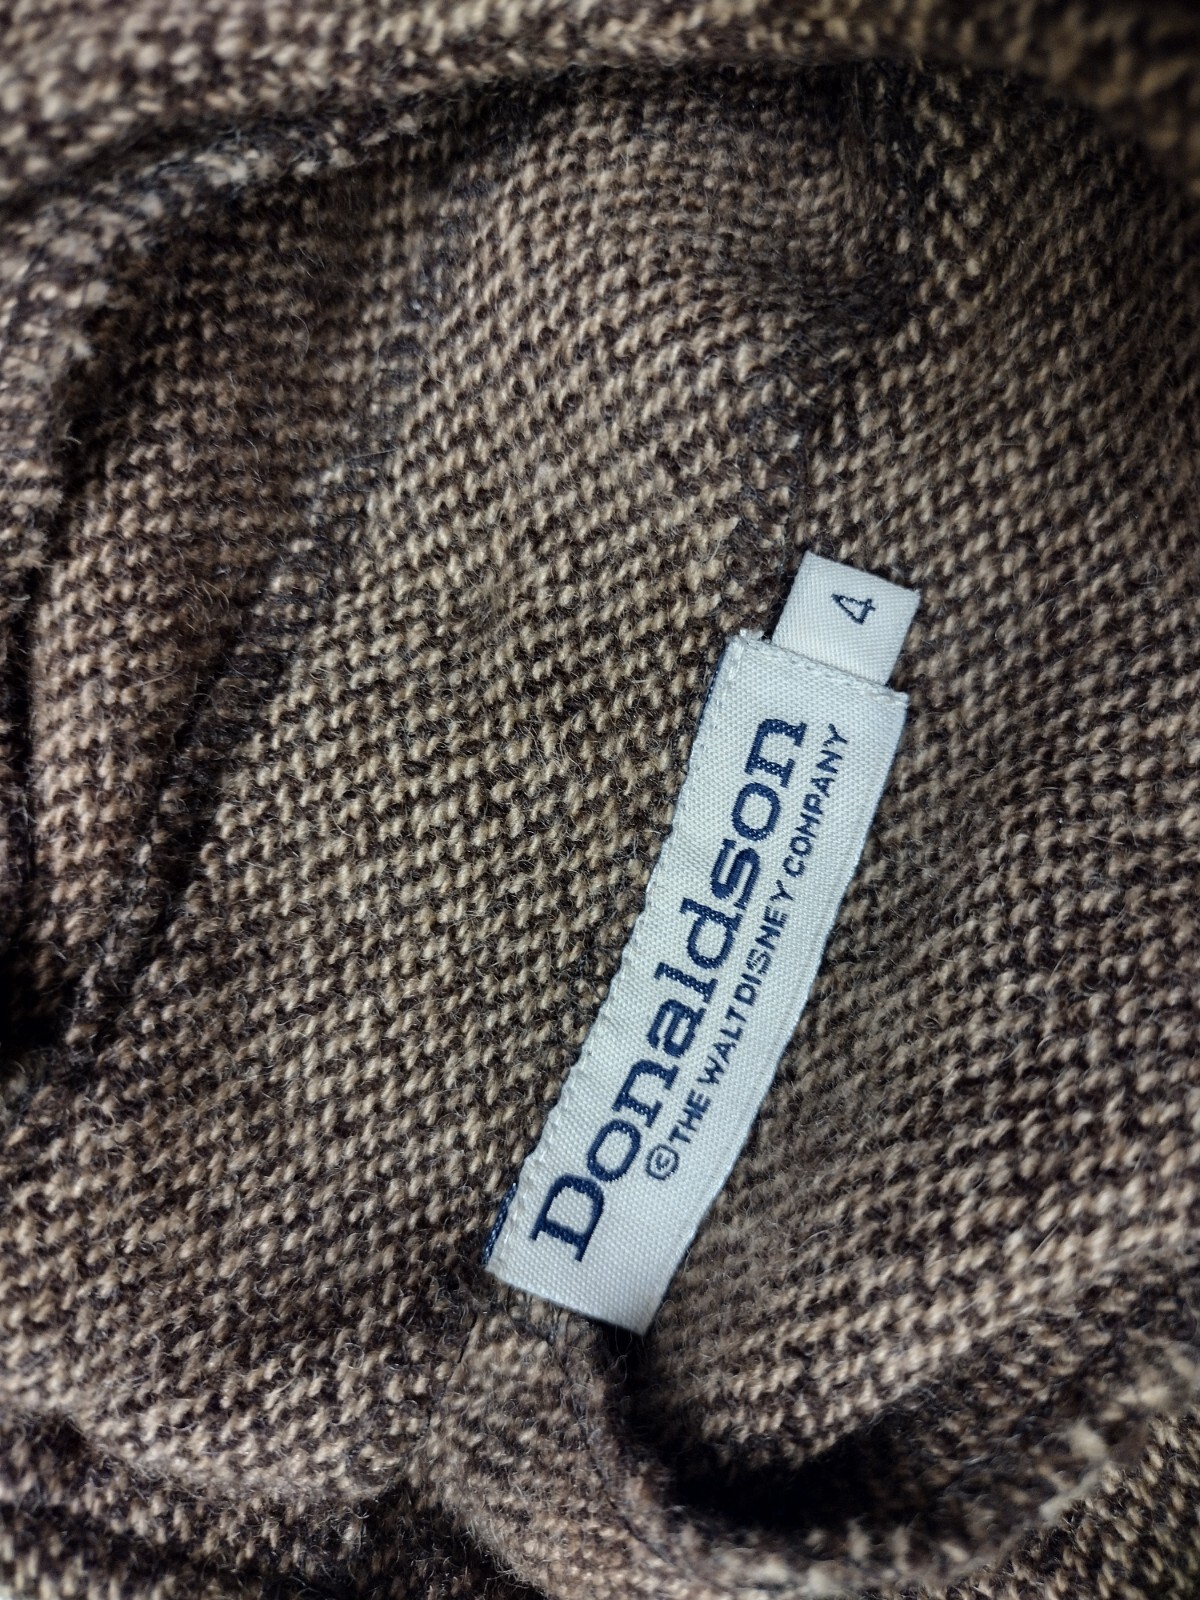 4
Donaldson
© THE WALT DISNEY COMPANY